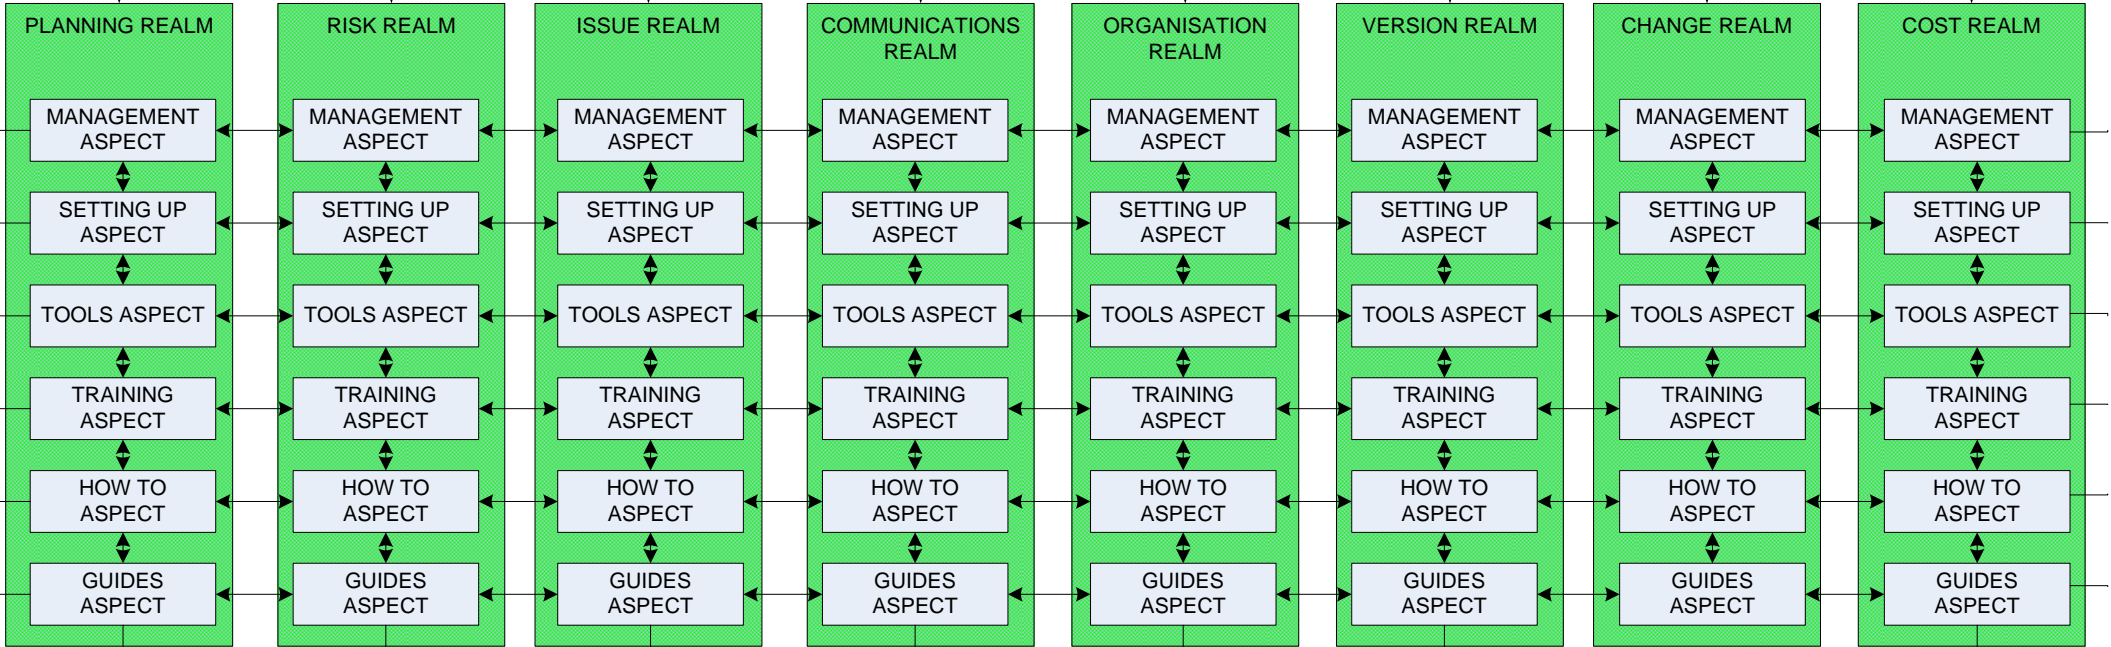 PLANNING REALM
RISK REALM
ISSUE REALM
COMMUNICATIONS
REALM
ORGANISATION
REALM
VERSION REALM
CHANGE REALM
COST REALM
MANAGEMENT
ASPECT
MANAGEMENT
ASPECT
MANAGEMENT
ASPECT
MANAGEMENT
ASPECT
MANAGEMENT
ASPECT
MANAGEMENT
ASPECT
MANAGEMENT
ASPECT
MANAGEMENT
ASPECT
SETTING UP
ASPECT
SETTING UP
ASPECT
SETTING UP
ASPECT
SETTING UP
ASPECT
SETTING UP
ASPECT
SETTING UP
ASPECT
SETTING UP
ASPECT
SETTING UP
ASPECT
TOOLS ASPECT
TOOLS ASPECT
TOOLS ASPECT
TOOLS ASPECT
TOOLS ASPECT
TOOLS ASPECT
TOOLS ASPECT
TOOLS ASPECT
TRAINING
ASPECT
TRAINING
ASPECT
TRAINING
ASPECT
TRAINING
ASPECT
TRAINING
ASPECT
TRAINING
ASPECT
TRAINING
ASPECT
TRAINING
ASPECT
HOW TO
ASPECT
HOW TO
ASPECT
HOW TO
ASPECT
HOW TO
ASPECT
HOW TO
ASPECT
HOW TO
ASPECT
HOW TO
ASPECT
HOW TO
ASPECT
GUIDES
ASPECT
GUIDES
ASPECT
GUIDES
ASPECT
GUIDES
ASPECT
GUIDES
ASPECT
GUIDES
ASPECT
GUIDES
ASPECT
GUIDES
ASPECT